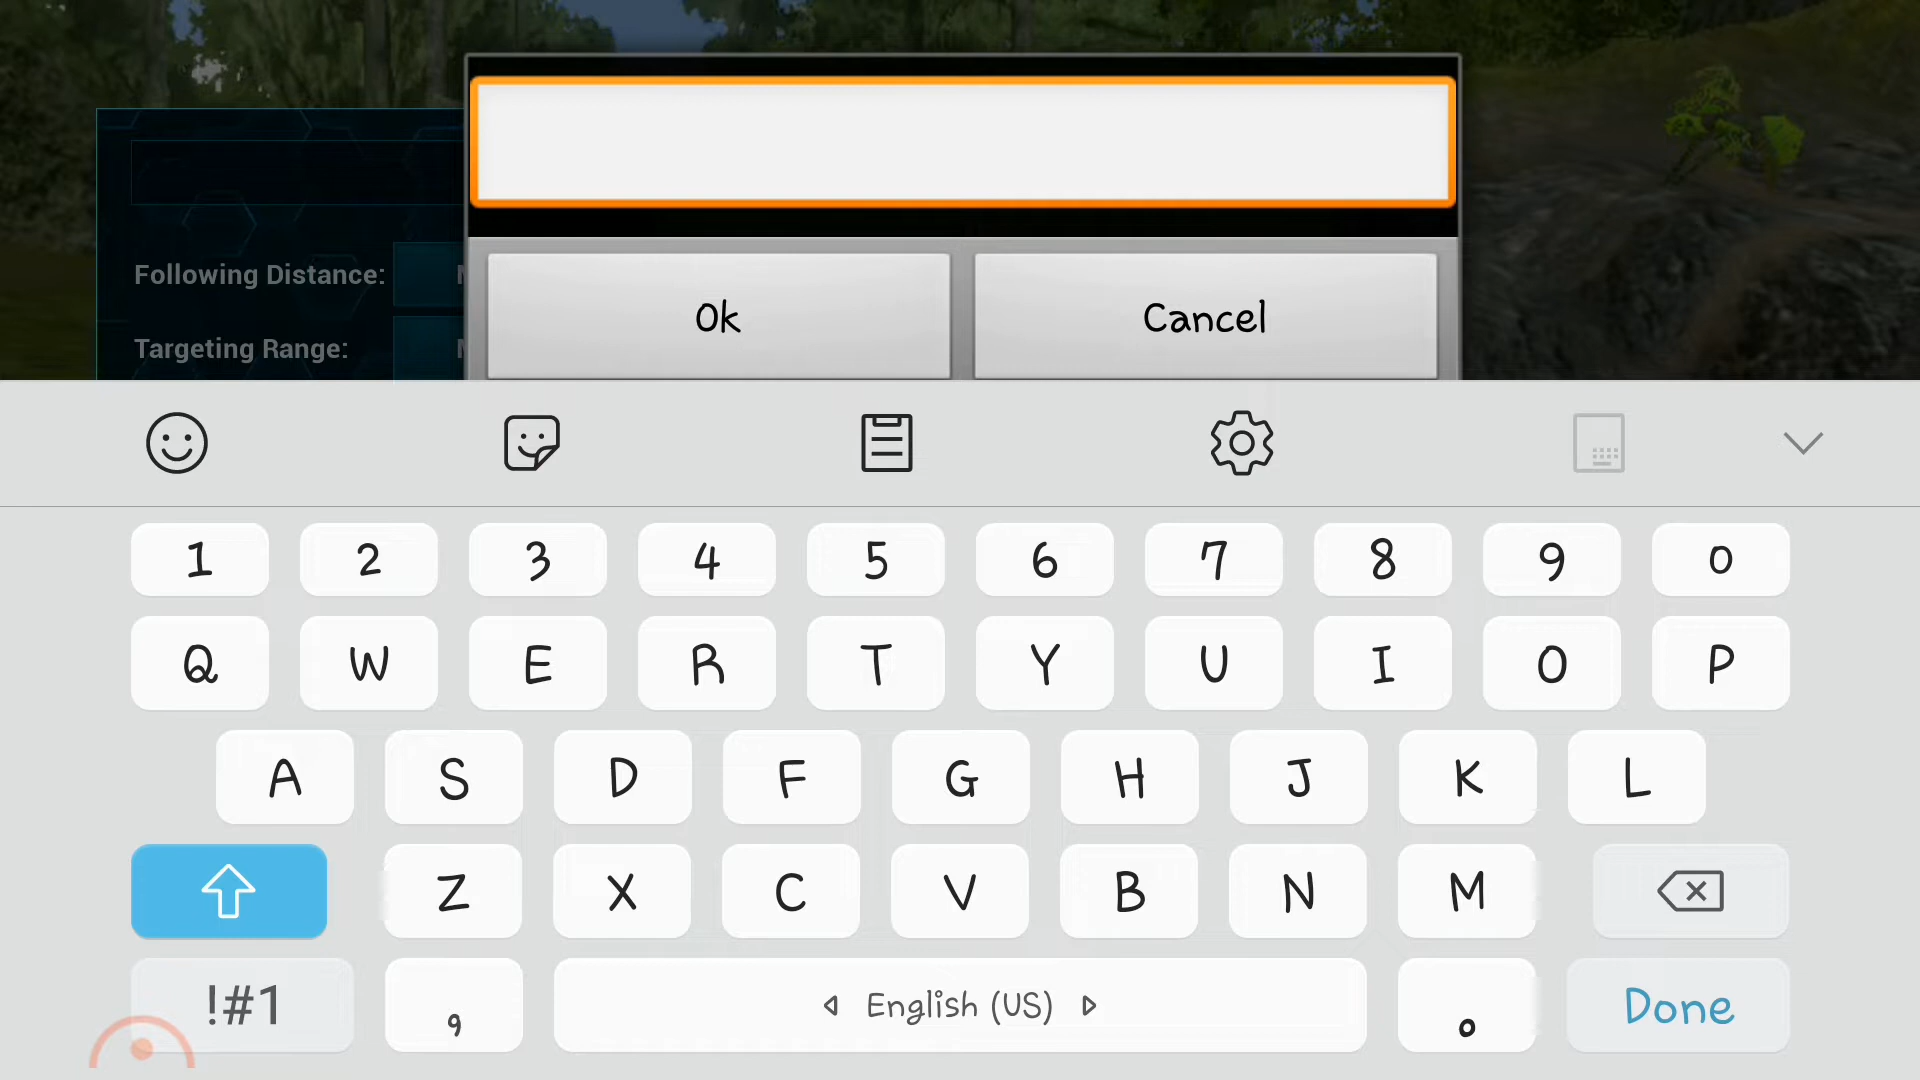 Following Distance:
Targeting Range:
Ok
Cancel
1 2 3 4 5 6 7 8 9 0
Q W E R T Y U I O P
A S D F G H J K L
Z X C V B N M
!#1 , English (US) . Done